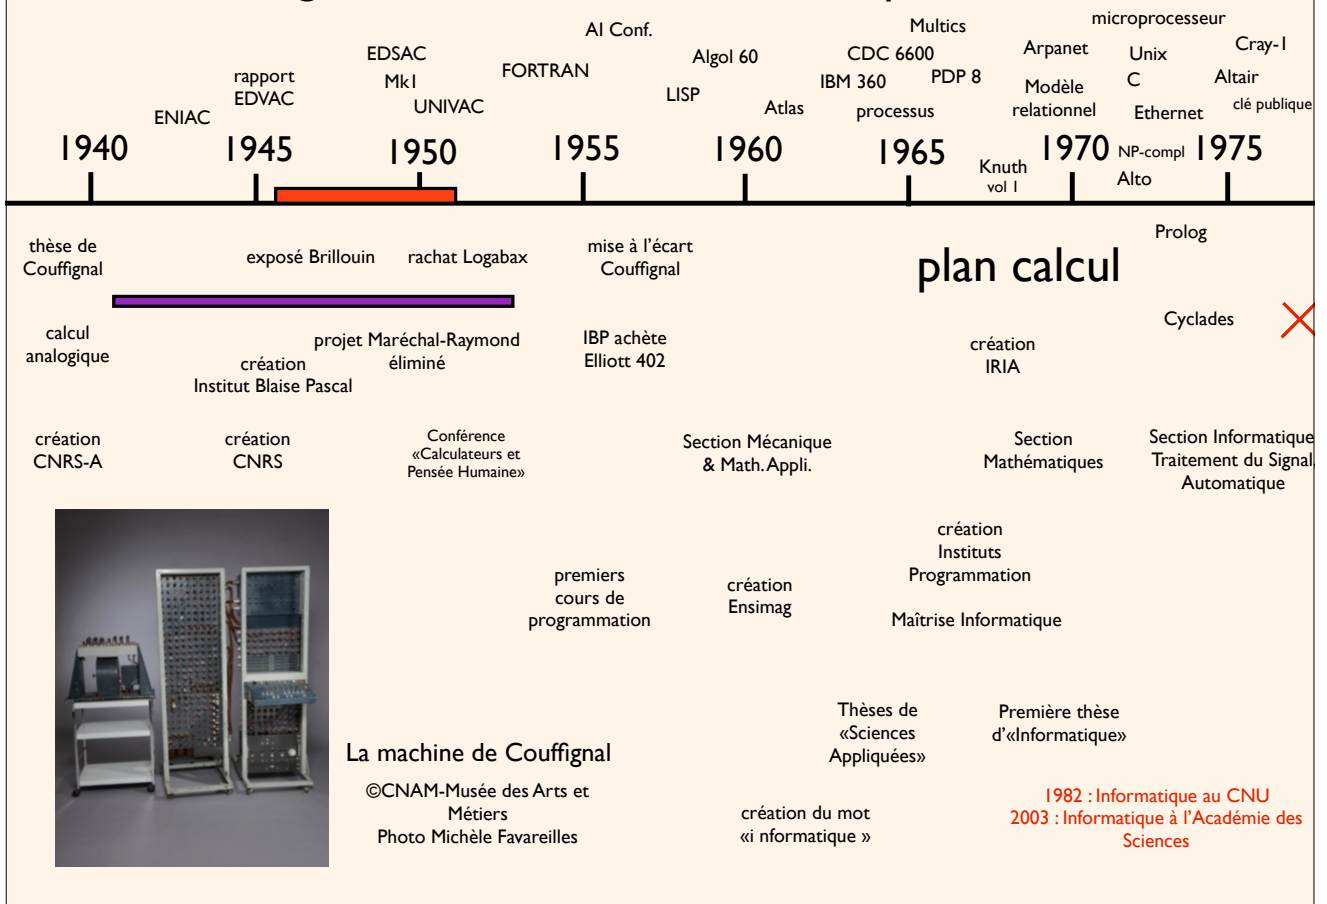 AI Conf.
Multics
microprocesseur
EDSAC
Mk1
UNIVAC
FORTRAN
Algol 60
LISP
Atlas
CDC 6600
IBM 360
PDP 8
processus
Arpanet
Modèle
relationnel
Unix
C
Ethernet
Cray-1
Altair
clé publique
rapport
EDVAC
ENIAC
1940
1945
1950
1955
1960
1965
1970
NP-compl
1975
Knuth
vol 1
Alto
thèse de
Couffignal
exposé Brillouin
rachat Logabax
mise à l'écart
Couffignal
plan calcul
Prolog
Cyclades
calcul
analogique
création
Institut Blaise Pascal
projet Maréchal-Raymond
éliminé
IBP achète
Elliott 402
création
IRIA
création
CNRS-A
création
CNRS
Conférence
«Calculateurs et
Pensée Humaine»
Section Mécanique
& Math. Appli.
Section
Mathématiques
Section Informatique
Traitement du Signal,
Automatique
premiers
cours de
programmation
création
Ensimag
création
Instituts
Programmation
Maîtrise Informatique
Thèses de
«Sciences
Appliquées»
Première thèse
d'«Informatique»
La machine de Couffignal
©CNAM-Musée des Arts et
Métiers
Photo Michèle Favareilles
création du mot
«i nformatique »
1982 : Informatique au CNU
2003 : Informatique à l'Académie des
Sciences